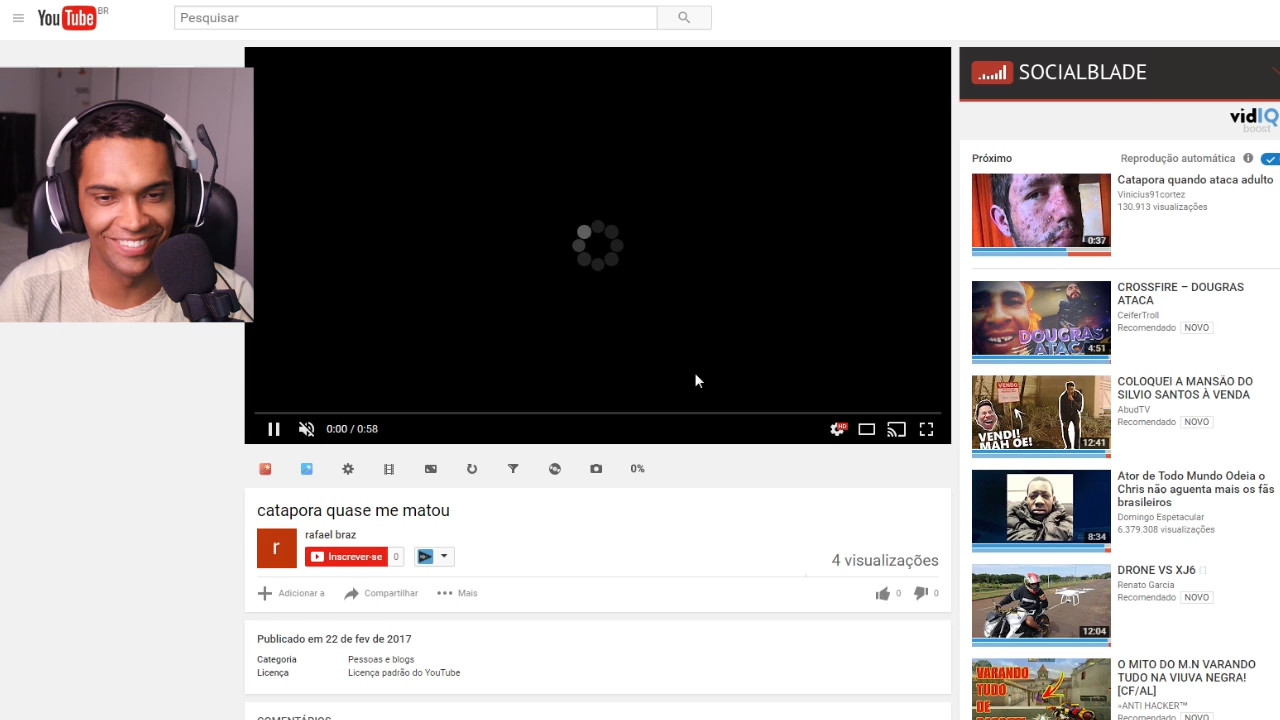 YouTube BR
Pesquisar
SOCIALBLADE
vidIQ
boost
Próximo
Reprodução automática
Catapora quando ataca adulto
Vinicius91cortez
130.913 visualizações
0:37
CROSSFIRE – DOUGRAS
ATACA
CeiferTroll
Recomendado NOVO
DOUGRAS
ATACA
4:51
COLOQUEI A MANSÃO DO
SILVIO SANTOS À VENDA
AbudTV
Recomendado NOVO
VENDO
VENDI!
MAH OE!
12:41
Ator de Todo Mundo Odeia o
Chris não aguenta mais os fãs
brasileiros
Domingo Espetacular
6.379.308 visualizações
8:34
DRONE VS XJ6
Renato Garcia
Recomendado NOVO
12:04
O MITO DO M.N VARANDO
TUDO NA VIUVA NEGRA!
[CF/AL]
×ANTI HACKER™
Recomendado NOVO
VARANDO
TUDO
DE
0:00 / 0:58
HD
0%
catapora quase me matou
r
rafael braz
Inscrever-se 0
4 visualizações
Adicionar a Compartilhar Mais
0 0
Publicado em 22 de fev de 2017
Categoria Pessoas e blogs
Licença Licença padrão do YouTube
COMENTÁRIOS